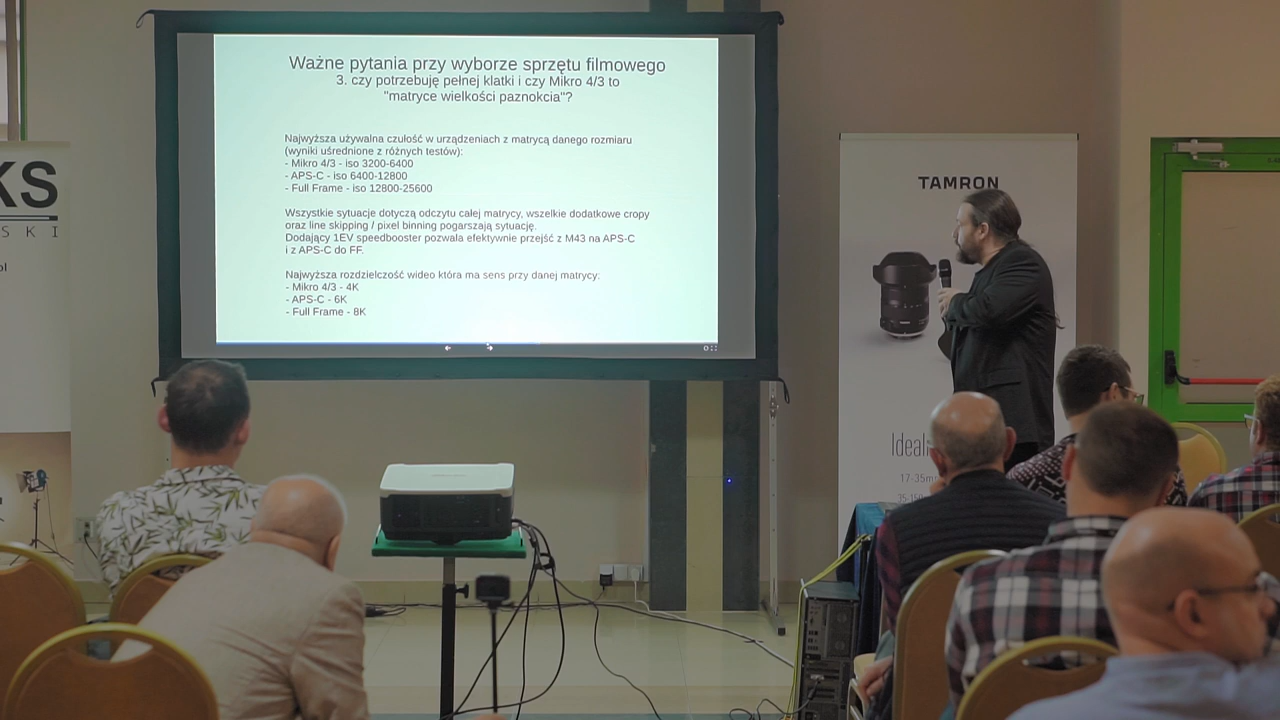 Ważne pytania przy wyborze sprzętu filmowego
3. czy potrzebuję pełnej klatki i czy Mikro 4/3 to
"matryce wielkości paznokcia"?
Najwyższa używalna czułość w urządzeniach z matrycą danego rozmiaru
(wyniki uśrednione z różnych testów):
- Mikro 4/3 - iso 3200-6400
- APS-C - iso 6400-12800
- Full Frame - iso 12800-25600
Wszystkie sytuacje dotyczą odczytu całej matrycy, wszelkie dodatkowe cropy
oraz line skipping / pixel binning pogarszają sytuację.
Dodający 1EV speedbooster pozwala efektywnie przejść z M43 na APS-C
i z APS-C do FF.
Najwyższa rozdzielczość wideo która ma sens przy danej matrycy:
- Mikro 4/3 - 4K
- APS-C - 6K
- Full Frame - 8K
KS
SKI
ol
TAMRON
Ideal
17-35m
35-150